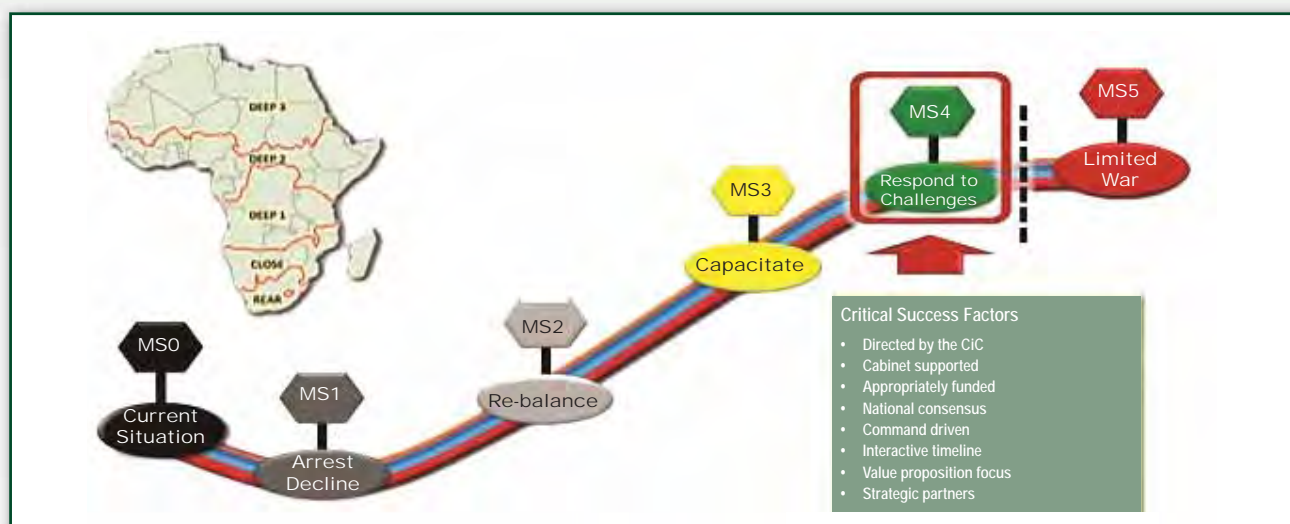 DEEP 3
DEEP 2
DEEP 1
CLOSE
REAR
MS0
Current
Situation
MS1
Arrest
Decline
MS2
Re-balance
MS3
Capacitate
MS4
Respond to
Challenges
MS5
Limited
War
Critical Success Factors
• Directed by the CiC
• Cabinet supported
• Appropriately funded
• National consensus
• Command driven
• Interactive timeline
• Value proposition focus
• Strategic partners